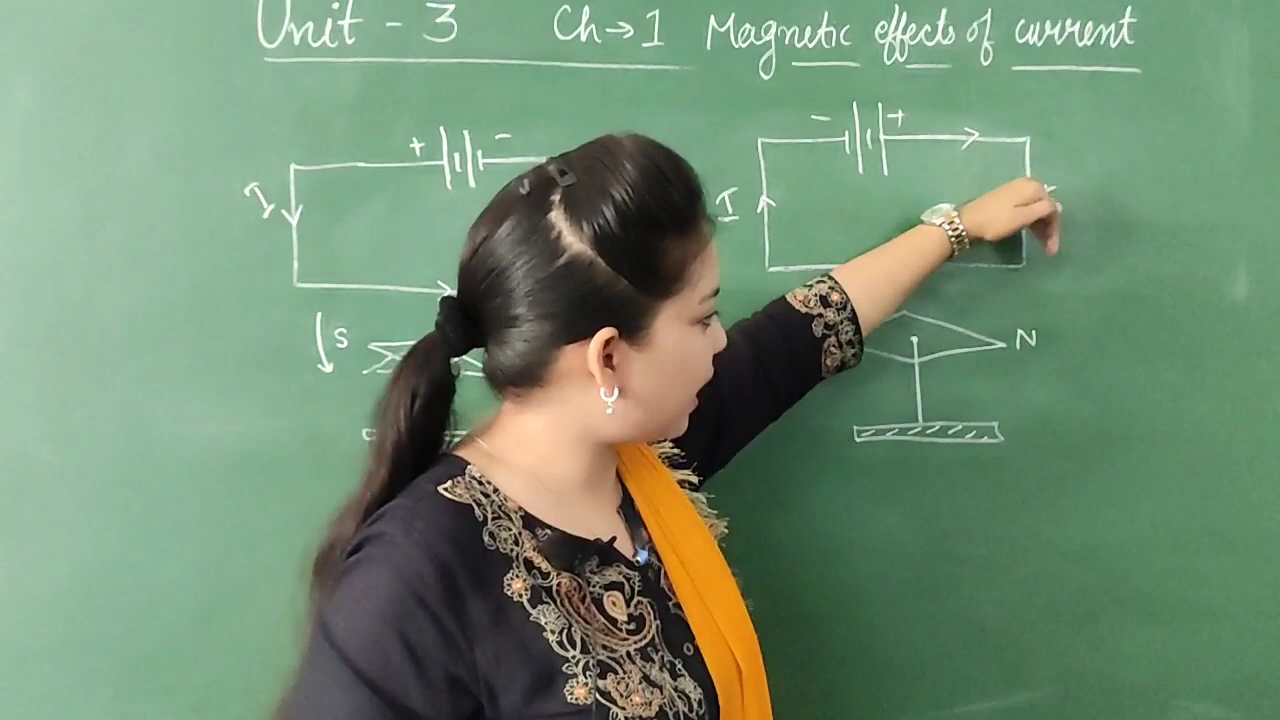 Unit - 3 Ch→1 Magnetic effects of current
+ - - +
I I
S N